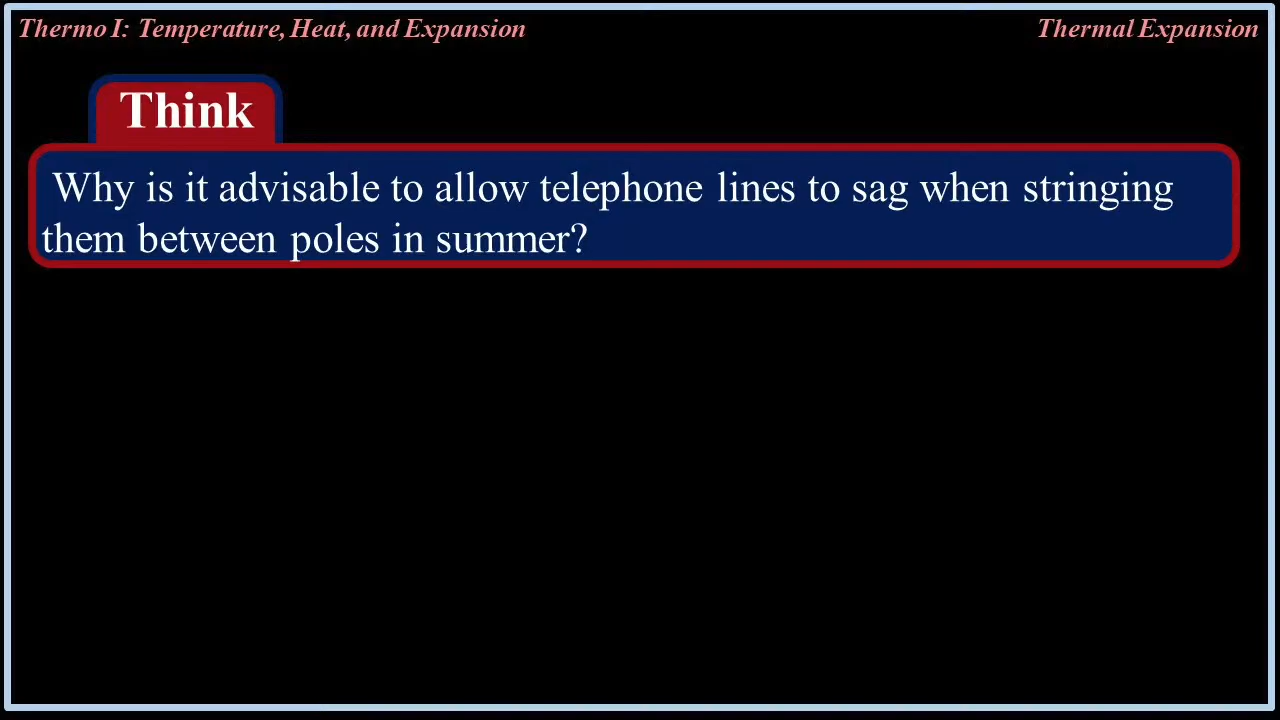 Thermo I: Temperature, Heat, and Expansion
Thermal Expansion
Think
Why is it advisable to allow telephone lines to sag when stringing
them between poles in summer?